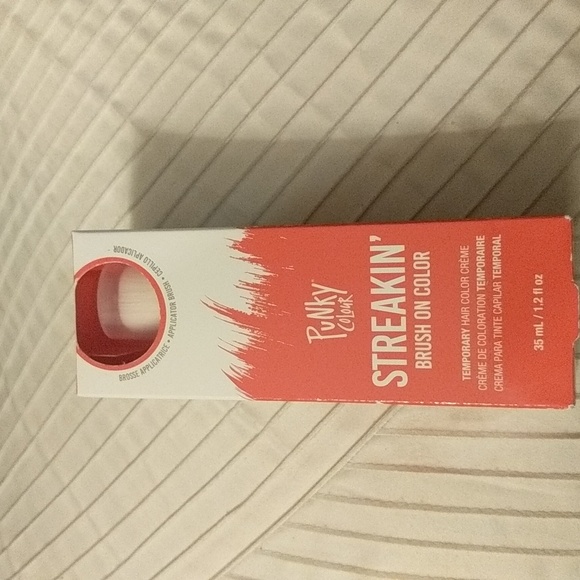 BROSSE APPLICATRICE • APPLICATOR BRUSH • CEPILLO APLICADOR
PUNKY
COLOUR
STREAKIN'
BRUSH ON COLOR
TEMPORARY HAIR COLOR CRÈME
CRÈME DE COLORATION TEMPORAIRE
CREMA PARA TINTE CAPILAR TEMPORAL
35 mL / 1.2 fl oz